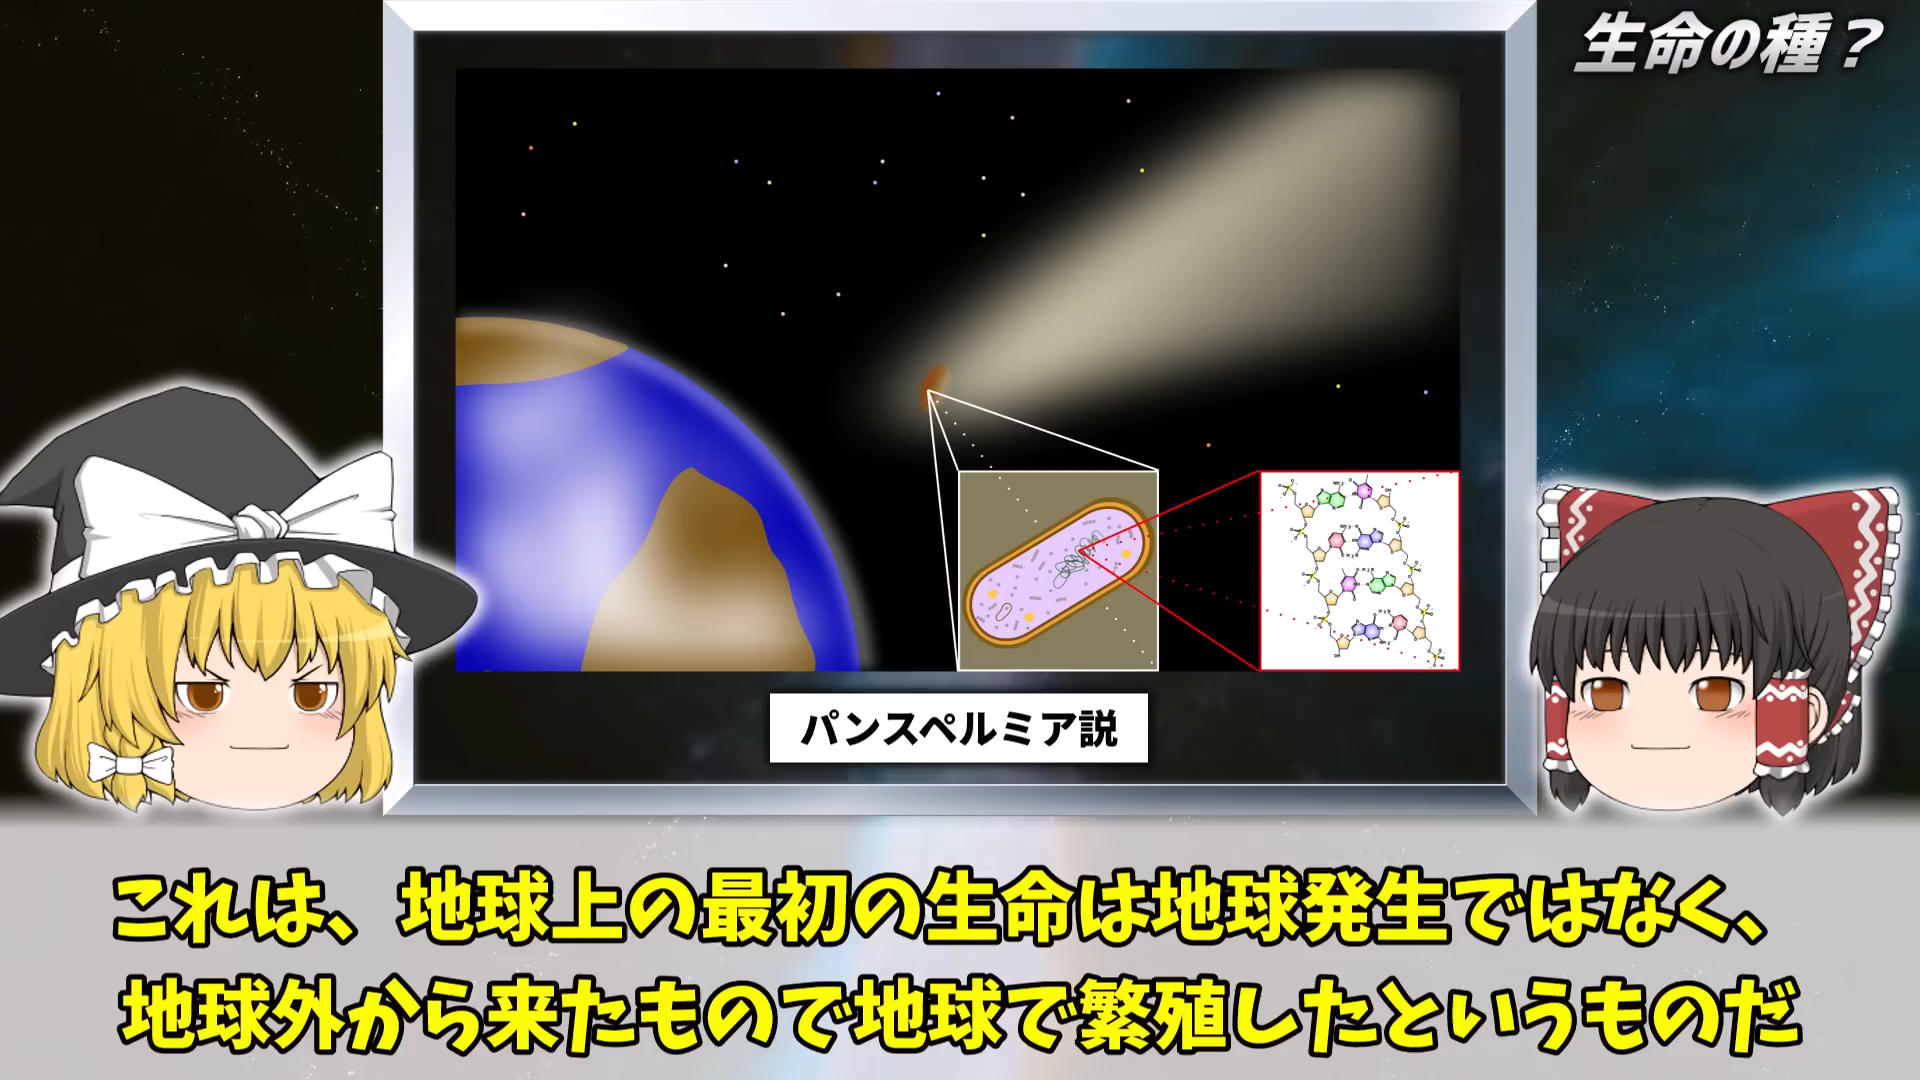 生命の種？
パンスペルミア説
これは、地球上の最初の生命は地球発生ではなく、
地球外から来たもので地球で繁殖したというものだ